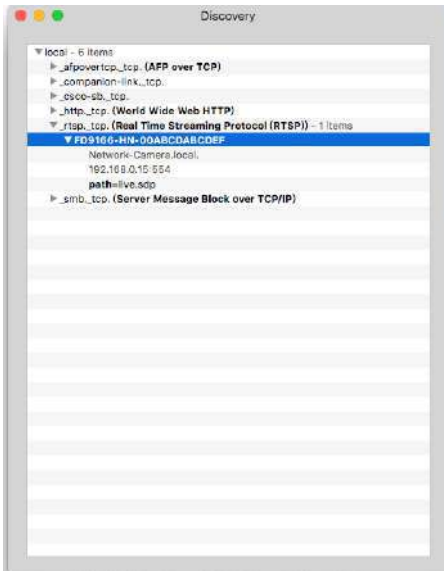 Discovery
local - 6 items
_afpovertcp._tcp. (AFP over TCP)
_companion-link._tcp.
_csco-sb._tcp.
_http._tcp. (World Wide Web HTTP)
_rtsp._tcp. (Real Time Streaming Protocol (RTSP)) - 1 items
FD9166-HN-00ABCDABCDEF
Network-Camera.local.
192.168.0.15:554
path=live.sdp
_smb._tcp. (Server Message Block over TCP/IP)